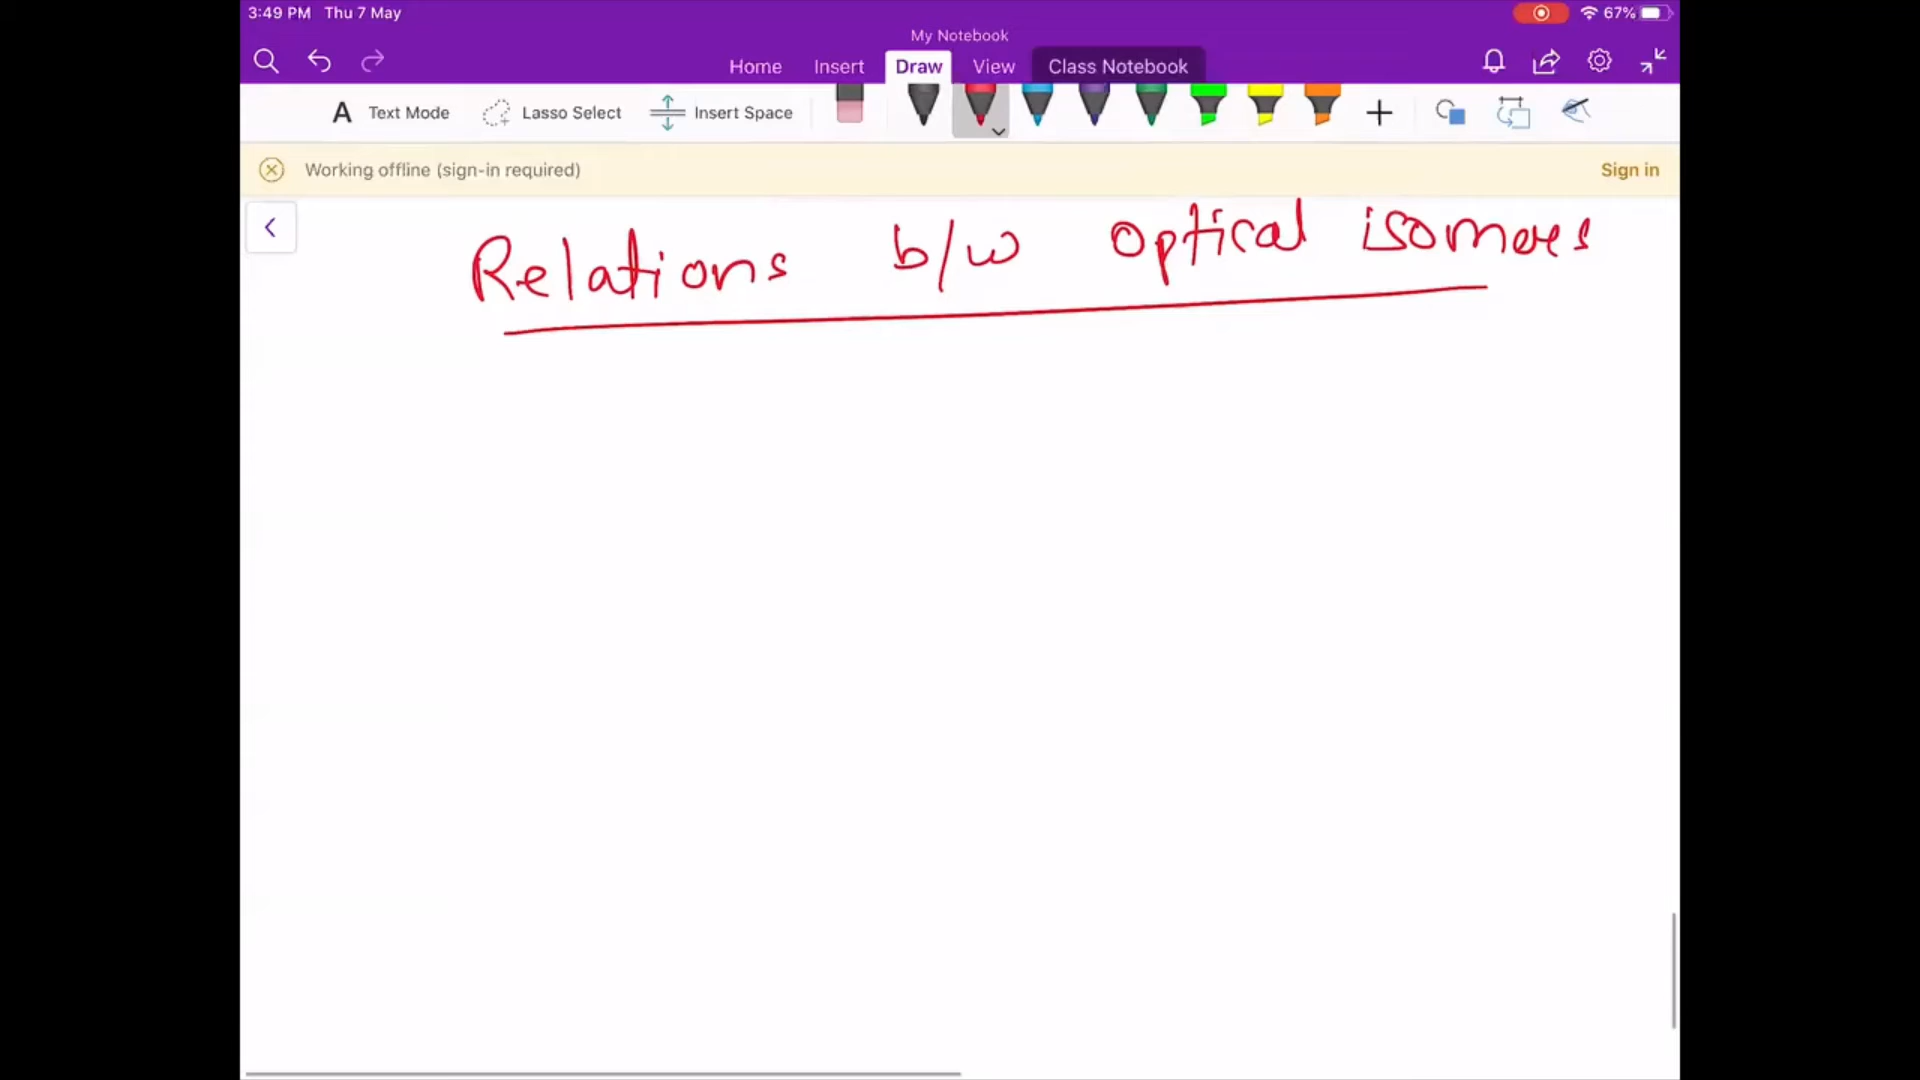 3:49 PM Thu 7 May
67%
My Notebook
Home Insert Draw View Class Notebook
A Text Mode Lasso Select Insert Space
Working offline (sign-in required) Sign in
Relations b/w optical isomers